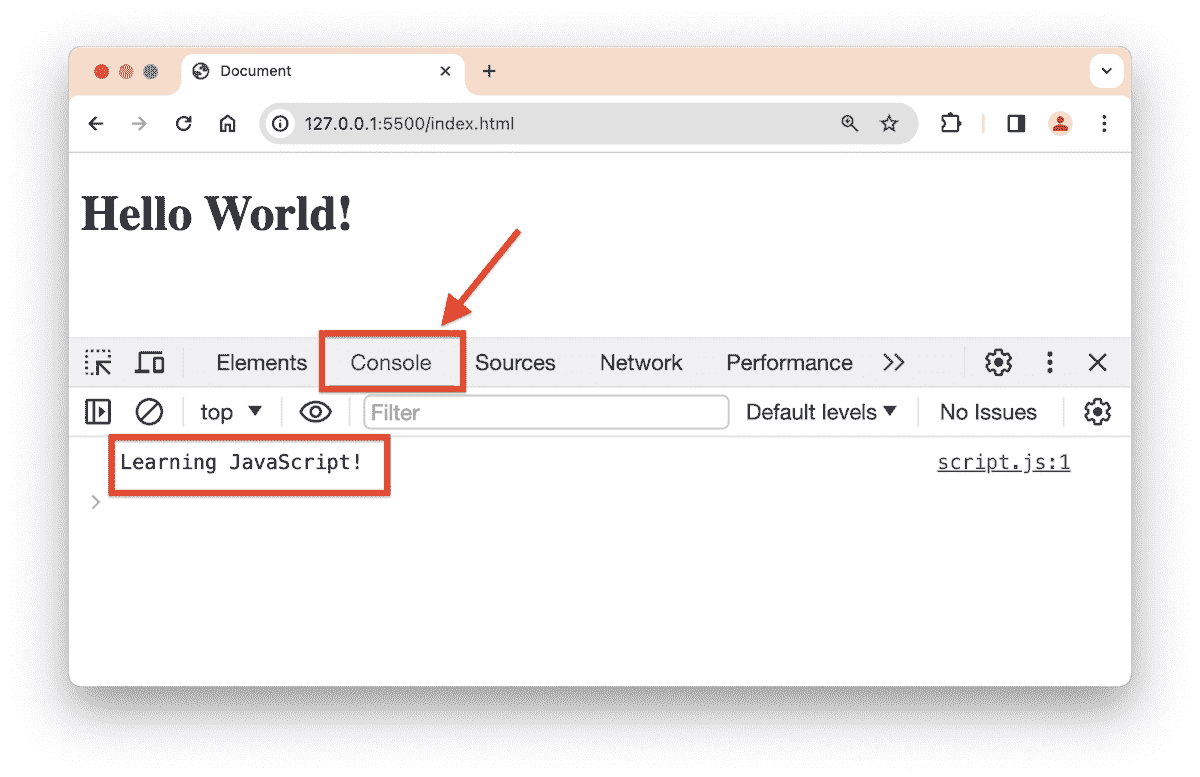 Document
127.0.0.1:5500/index.html
Hello World!
Elements Console Sources Network Performance
top Filter Default levels No Issues
Learning JavaScript! script.js:1